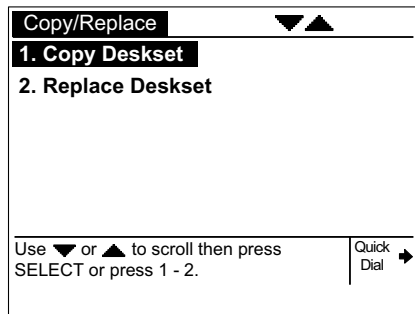 Copy/Replace
1. Copy Deskset
2. Replace Deskset
Use ▼ or ▲ to scroll then press
SELECT or press 1 - 2.
Quick
Dial